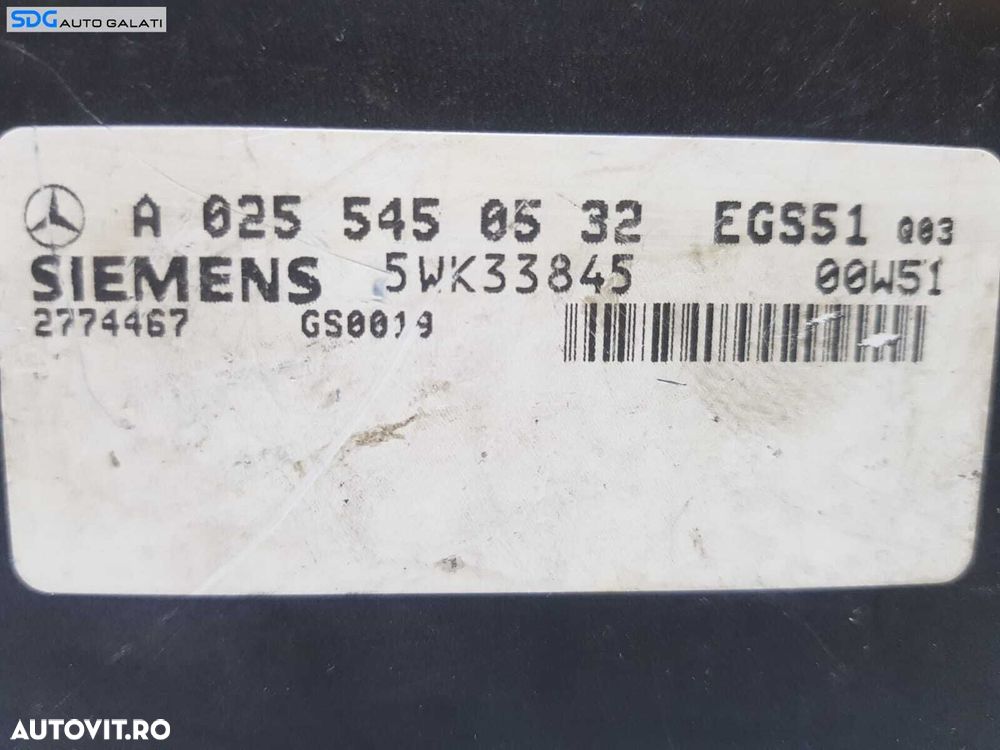 SDG AUTO GALATI
A 025 545 05 32 EGS51 Q03
SIEMENS 5WK33845 00W51
2774467 GS0019
AUTOVIT.RO